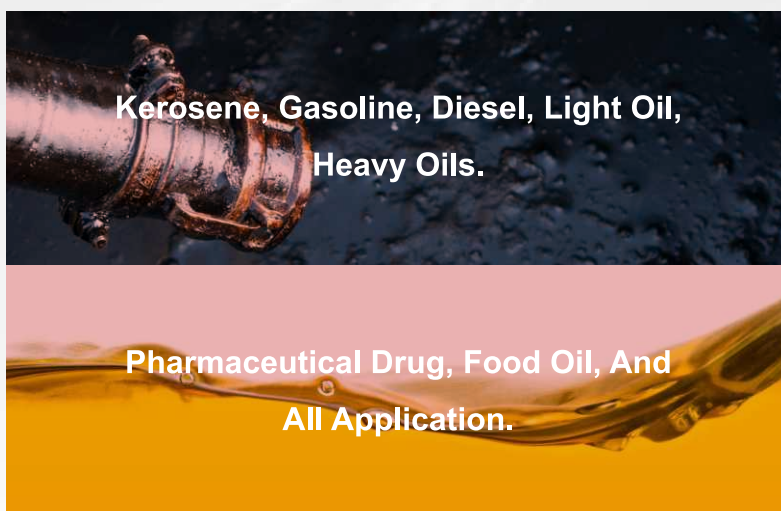 Kerosene, Gasoline, Diesel, Light Oil,
Heavy Oils.
Pharmaceutical Drug, Food Oil, And
All Application.